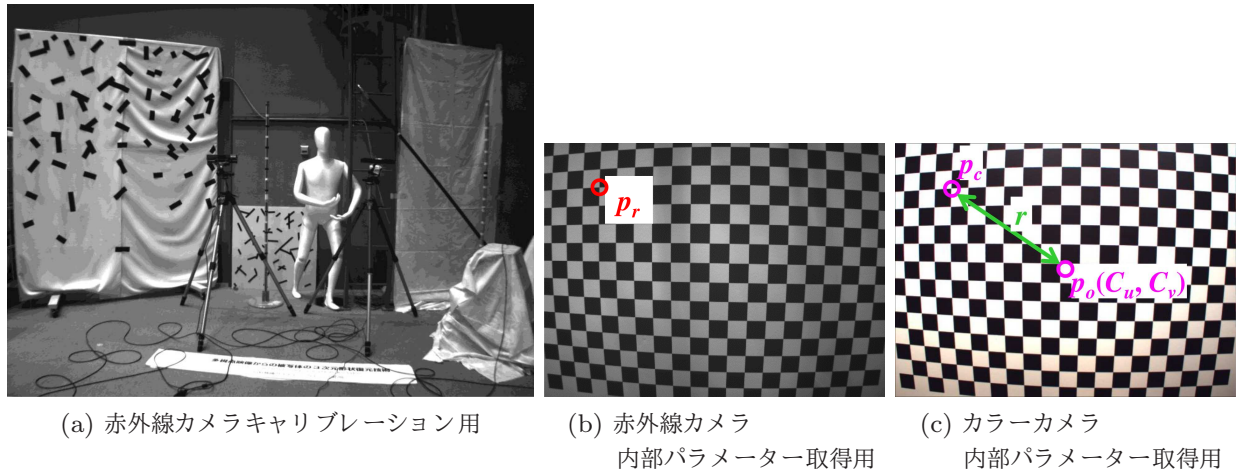 p_r
p_c
r
p_o(C_u, C_v)
(a) 赤外線カメラキャリブレーション用
(b) 赤外線カメラ
内部パラメーター取得用
(c) カラーカメラ
内部パラメーター取得用